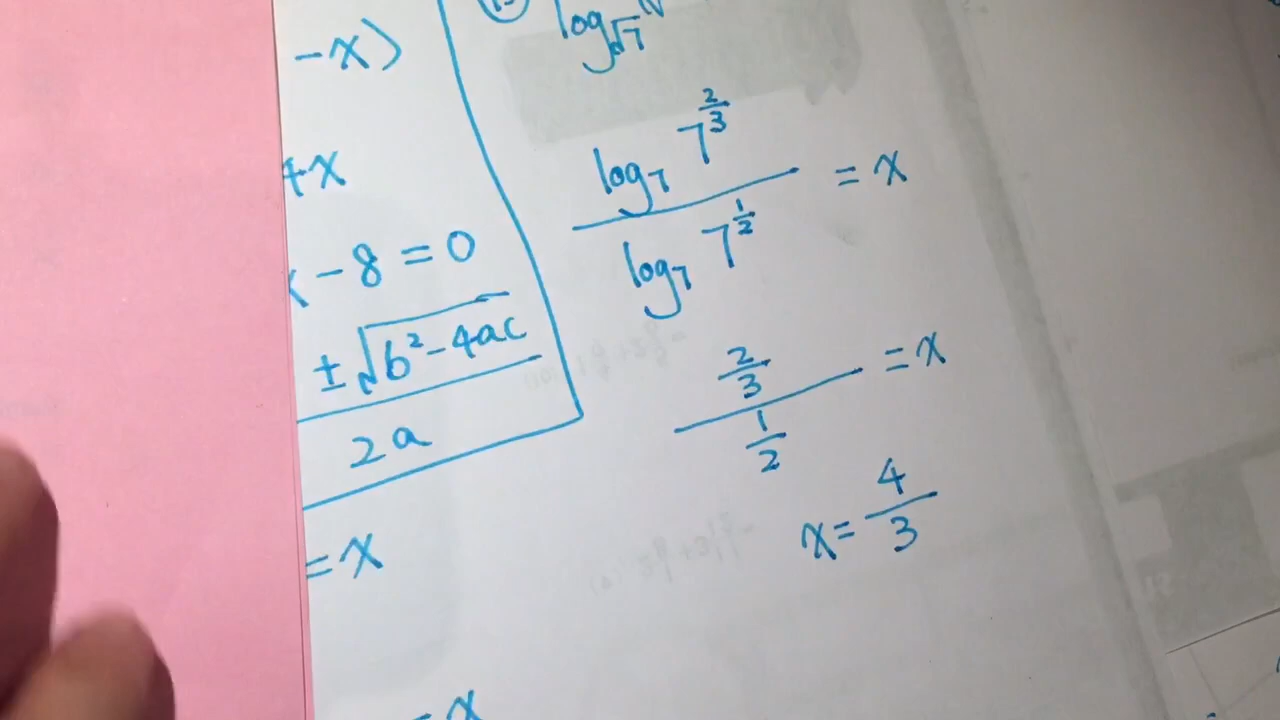 -x)
4x
x - 8 = 0
± √(b² - 4ac)
2a
= x
= x
log√7
log₇ 7^(2/3) / log₇ 7^(1/2) = x
(2/3) / (1/2) = x
x = 4/3